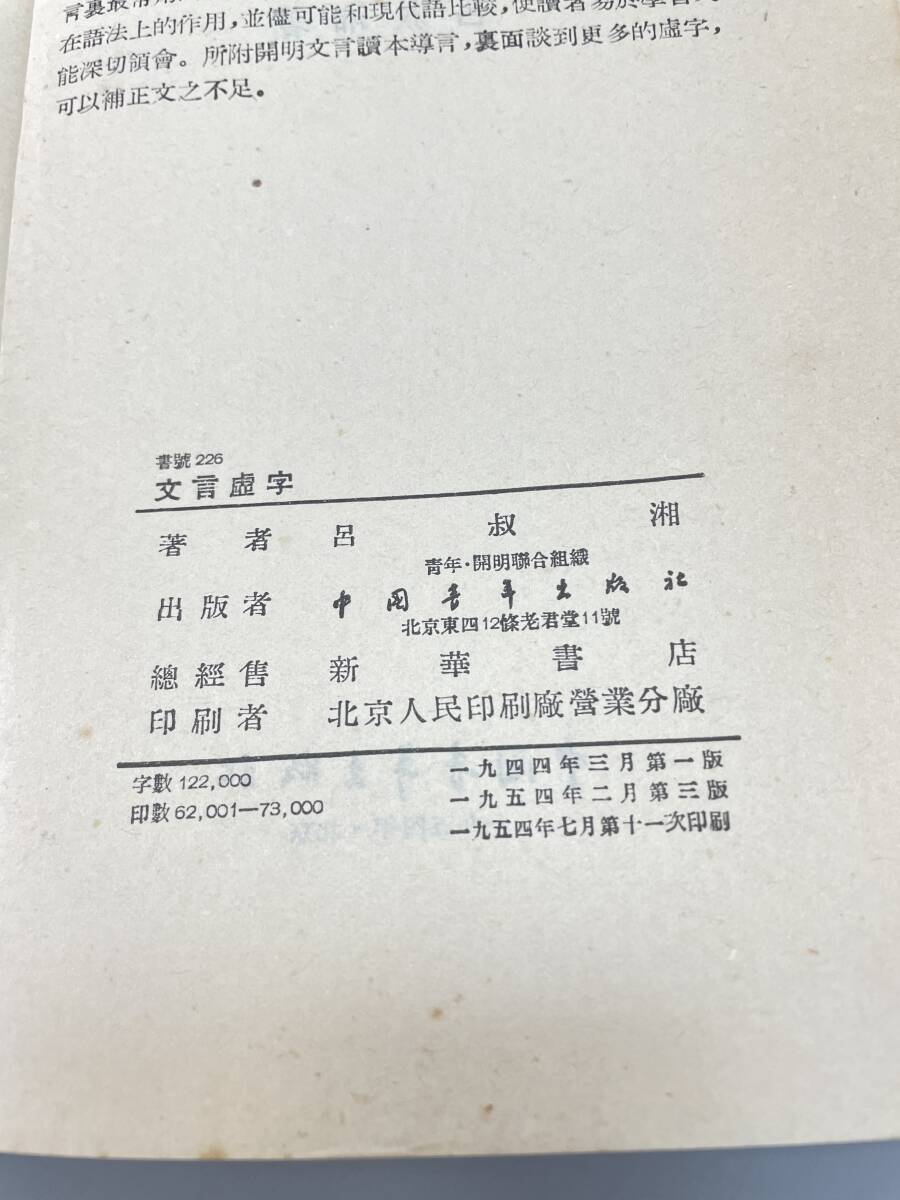 言裏最常用
在語法上的作用，並儘可能和現代語比較，使讀者易於學習
能深切領會。所附開明文言讀本導言，裏面談到更多的虛字，
可以補正文之不足。
書號 226
文言虛字
著者 呂叔湘
青年·開明聯合組織
出版者 中國青年出版社
北京東四12條老君堂11號
總經售 新華書店
印刷者 北京人民印刷廠營業分廠
字數 122,000 一九四四年三月第一版
印數 62,001—73,000 一九五四年二月第三版
一九五四年七月第十一次印刷